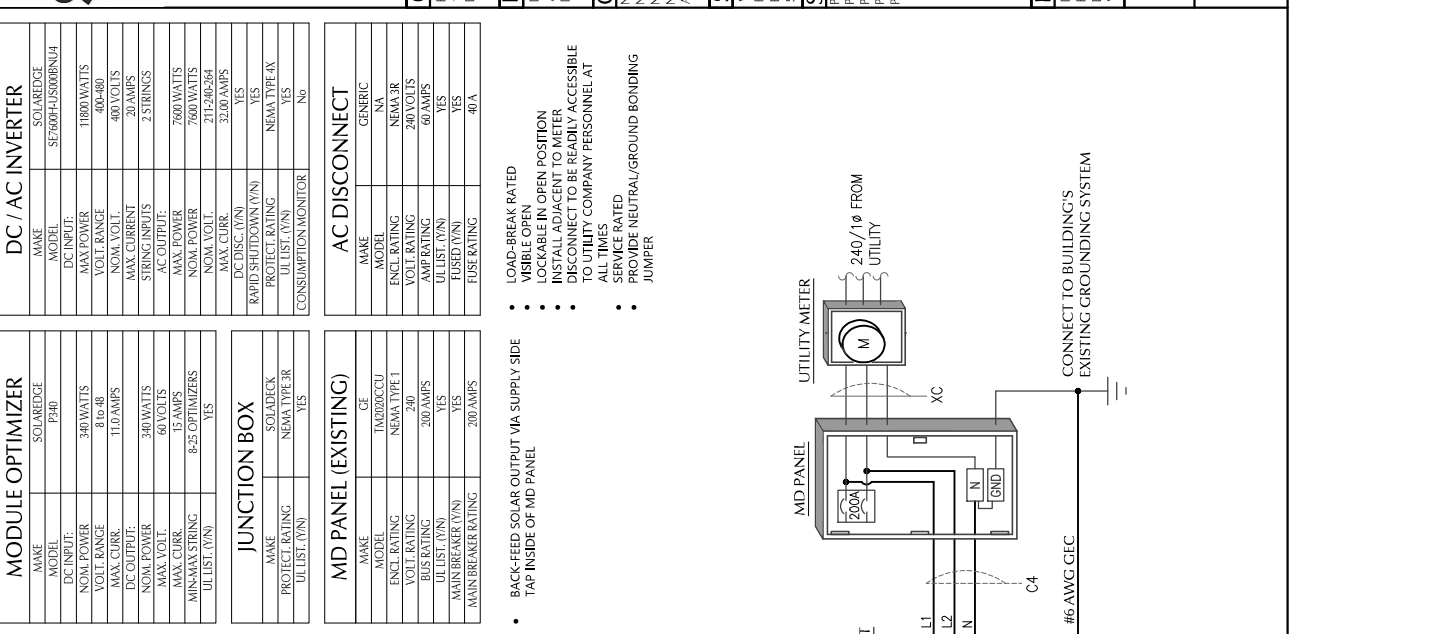 MODULE OPTIMIZER
MAKE SOLAREDGE
MODEL P340
DC INPUT:
NOM. POWER 340 WATTS
VOLT. RANGE 8 to 48
MAX. CURR. 11.0 AMPS
DC OUTPUT:
NOM. POWER 340 WATTS
MAX. VOLT. 60 VOLTS
MAX. CURR. 15 AMPS
MIN-MAX STRING 8-25 OPTIMIZERS
UL LIST. (Y/N) YES
JUNCTION BOX
MAKE SOLADECK
PROTECT. RATING NEMA TYPE 3R
UL LIST. (Y/N) YES
MD PANEL (EXISTING)
MAKE GE
MODEL TM2020CCU
ENCL. RATING NEMA TYPE 1
VOLT. RATING 240
BUS RATING 200 AMPS
UL LIST. (Y/N) YES
MAIN BREAKER (Y/N) YES
MAIN BREAKER RATING 200 AMPS
• BACK-FEED SOLAR OUTPUT VIA SUPPLY SIDE
TAP INSIDE OF MD PANEL
DC / AC INVERTER
MAKE SOLAREDGE
MODEL SE7600H-US000BNU4
DC INPUT:
MAX POWER 11800 WATTS
VOLT. RANGE 400-480
NOM. VOLT. 400 VOLTS
MAX. CURRENT 20 AMPS
STRING INPUTS 2 STRINGS
AC OUTPUT:
MAX. POWER 7600 WATTS
NOM. POWER 7600 WATTS
NOM. VOLT. 211-240-264
MAX. CURR. 32.00 AMPS
DC DISC. (Y/N) YES
RAPID SHUTDOWN (Y/N) YES
PROTECT. RATING NEMA TYPE 4X
UL LIST. (Y/N) YES
CONSUMPTION MONITOR No
AC DISCONNECT
MAKE GENERIC
MODEL NA
ENCL. RATING NEMA 3R
VOLT. RATING 240 VOLTS
AMP RATING 60 AMPS
UL LIST. (Y/N) YES
FUSED (Y/N) YES
FUSE RATING 40 A
• LOAD-BREAK RATED
• VISIBLE OPEN
• LOCKABLE IN OPEN POSITION
• INSTALL ADJACENT TO METER
• DISCONNECT TO BE READILY ACCESSIBLE
TO UTILITY COMPANY PERSONNEL AT
ALL TIMES
• SERVICE RATED
• PROVIDE NEUTRAL/GROUND BONDING
JUMPER
MD PANEL
UTILITY METER
240/1ø FROM
UTILITY
M
XC
200A
N
GND
L1
L2
N
C4
CONNECT TO BUILDING'S
EXISTING GROUNDING SYSTEM
#6 AWG GEC